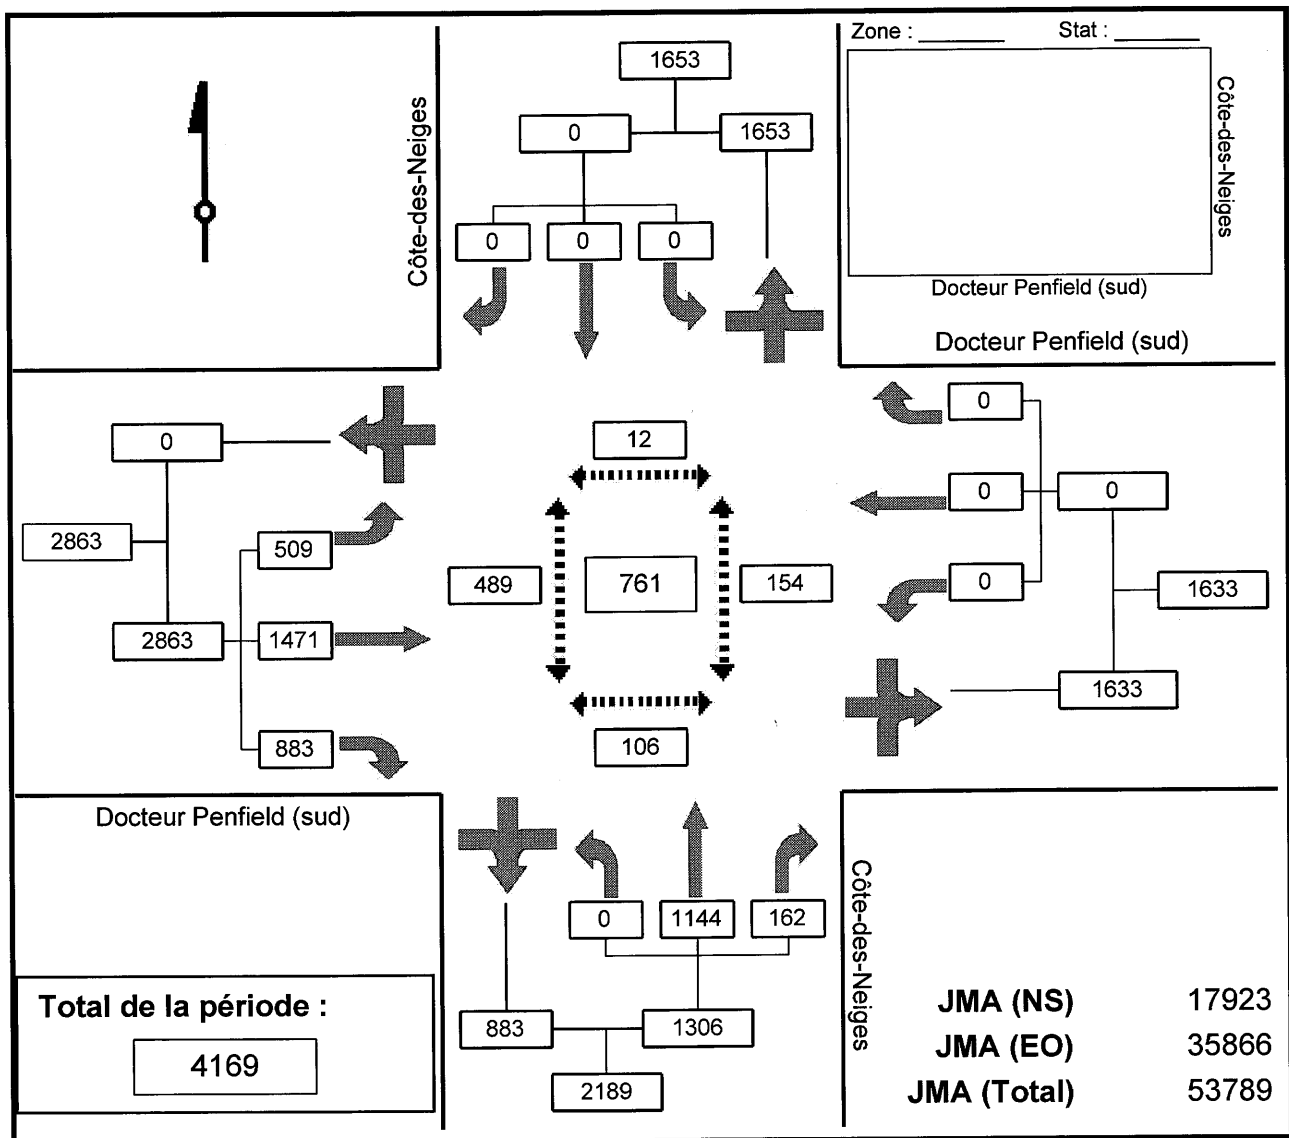 Zone : ______ Stat : ______
Côte-des-Neiges
Docteur Penfield (sud)
Docteur Penfield (sud)
Côte-des-Neiges
1653
0 1653
0 0 0
0
2863
2863
509
1471
883
12
489 761 154
106
0
0 0
0
1633
1633
Docteur Penfield (sud)
Côte-des-Neiges
0 1144 162
883 1306
2189
Total de la période :
4169
JMA (NS) 17923
JMA (EO) 35866
JMA (Total) 53789